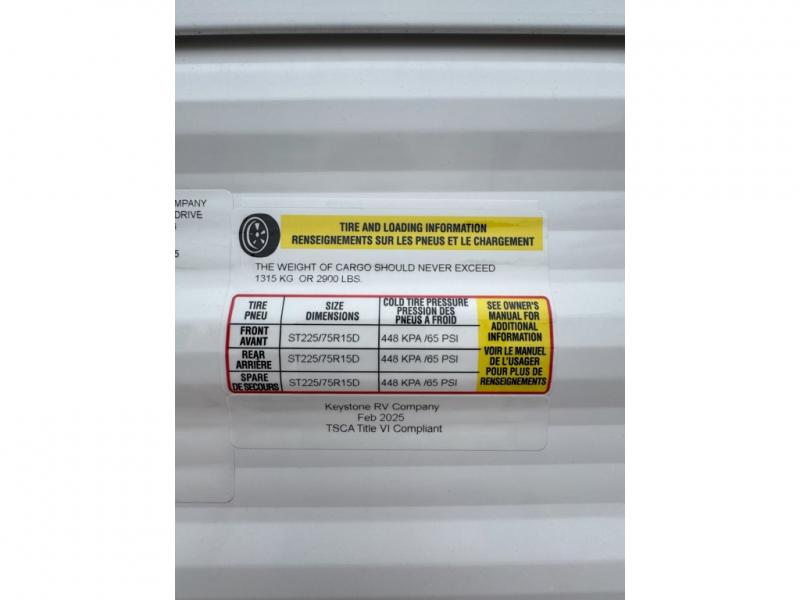 MPANY
DRIVE
5
TIRE AND LOADING INFORMATION
RENSEIGNEMENTS SUR LES PNEUS ET LE CHARGEMENT
THE WEIGHT OF CARGO SHOULD NEVER EXCEED
1315 KG OR 2900 LBS.
TIRE
PNEU
SIZE
DIMENSIONS
COLD TIRE PRESSURE
PRESSION DES
PNEUS A FROID
SEE OWNER'S
MANUAL FOR
ADDITIONAL
INFORMATION
VOIR LE MANUEL
DE L'USAGER
POUR PLUS DE
RENSEIGNEMENTS
FRONT
AVANT
ST225/75R15D
448 KPA /65 PSI
REAR
ARRIÈRE
ST225/75R15D
448 KPA /65 PSI
SPARE
DE SECOURS
ST225/75R15D
448 KPA /65 PSI
Keystone RV Company
Feb 2025
TSCA Title VI Compliant